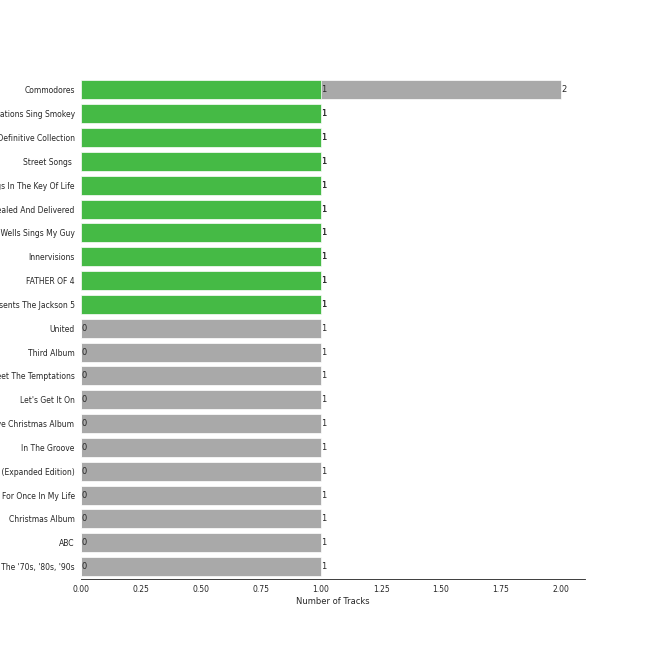 Commodores 1 2
ations Sing Smokey 1
Definitive Collection 1
Street Songs 1
s In The Key Of Life 1
ealed And Delivered 1
Wells Sings My Guy 1
Innervisions 1
FATHER OF 4 1
sents The Jackson 5 1
United 0 1
Third Album 0 1
eet The Temptations 0 1
Let's Get It On 0 1
ve Christmas Album 0 1
In The Groove 0 1
(Expanded Edition) 0 1
For Once In My Life 0 1
Christmas Album 0 1
ABC 0 1
The '70s, '80s, '90s 0 1
0.00 0.25 0.50 0.75 1.00 1.25 1.50 1.75 2.00
Number of Tracks